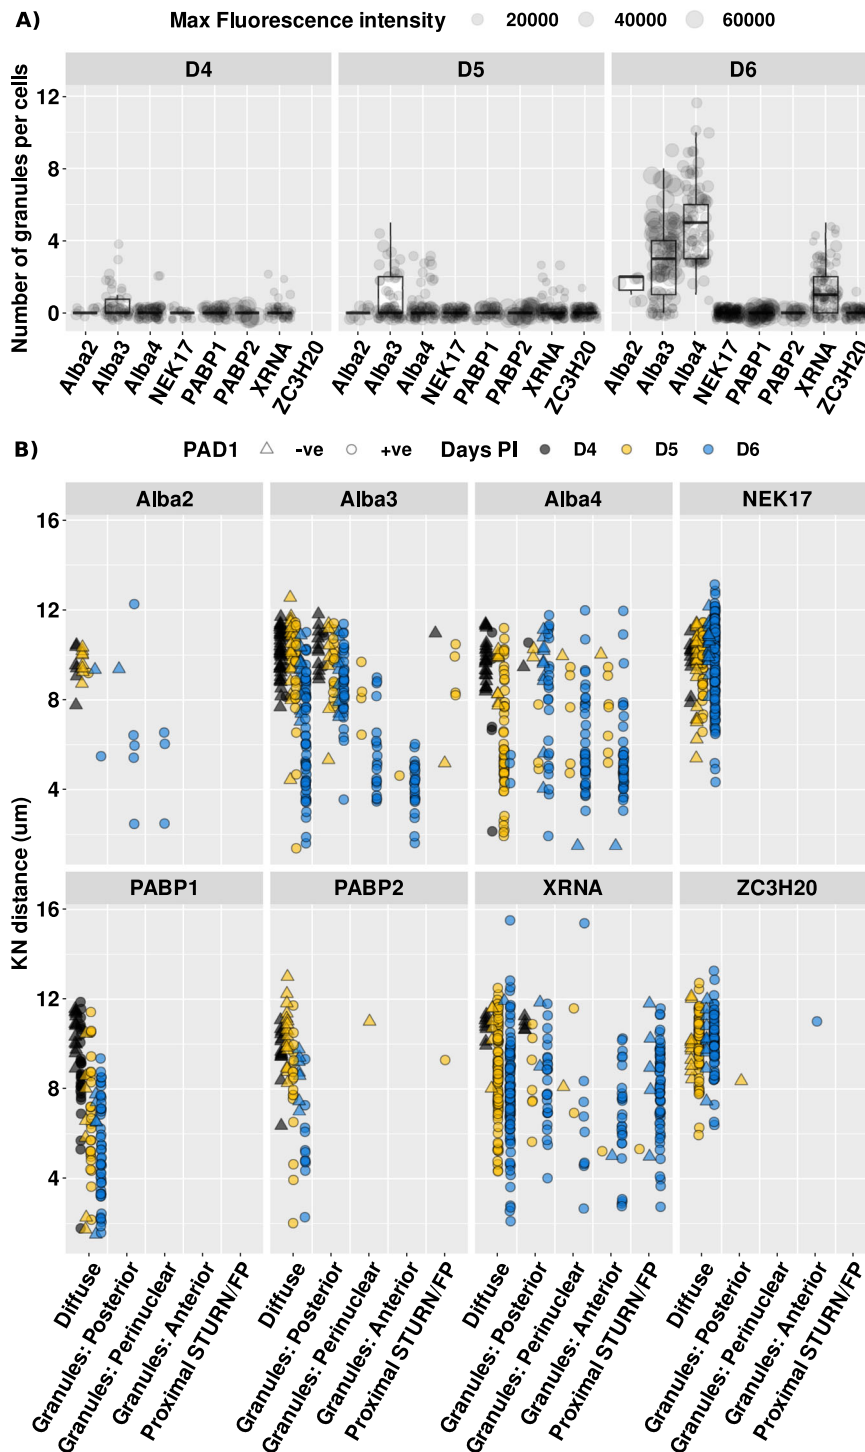 A)
Max Fluorescence intensity 20000 40000 60000
D4 D5 D6
Number of granules per cells
12
8
4
0
Alba2 Alba3 Alba4 NEK17 PABP1 PABP2 XRNA ZC3H20 Alba2 Alba3 Alba4 NEK17 PABP1 PABP2 XRNA ZC3H20 Alba2 Alba3 Alba4 NEK17 PABP1 PABP2 XRNA ZC3H20
B)
PAD1 -ve +ve Days PI D4 D5 D6
Alba2 Alba3 Alba4 NEK17
16
12
8
4
KN distance (um)
PABP1 PABP2 XRNA ZC3H20
16
12
8
4
Diffuse Granules: Posterior Granules: Perinuclear Granules: Anterior Proximal STURN/FP Diffuse Granules: Posterior Granules: Perinuclear Granules: Anterior Proximal STURN/FP Diffuse Granules: Posterior Granules: Perinuclear Granules: Anterior Proximal STURN/FP Diffuse Granules: Posterior Granules: Perinuclear Granules: Anterior Proximal STURN/FP